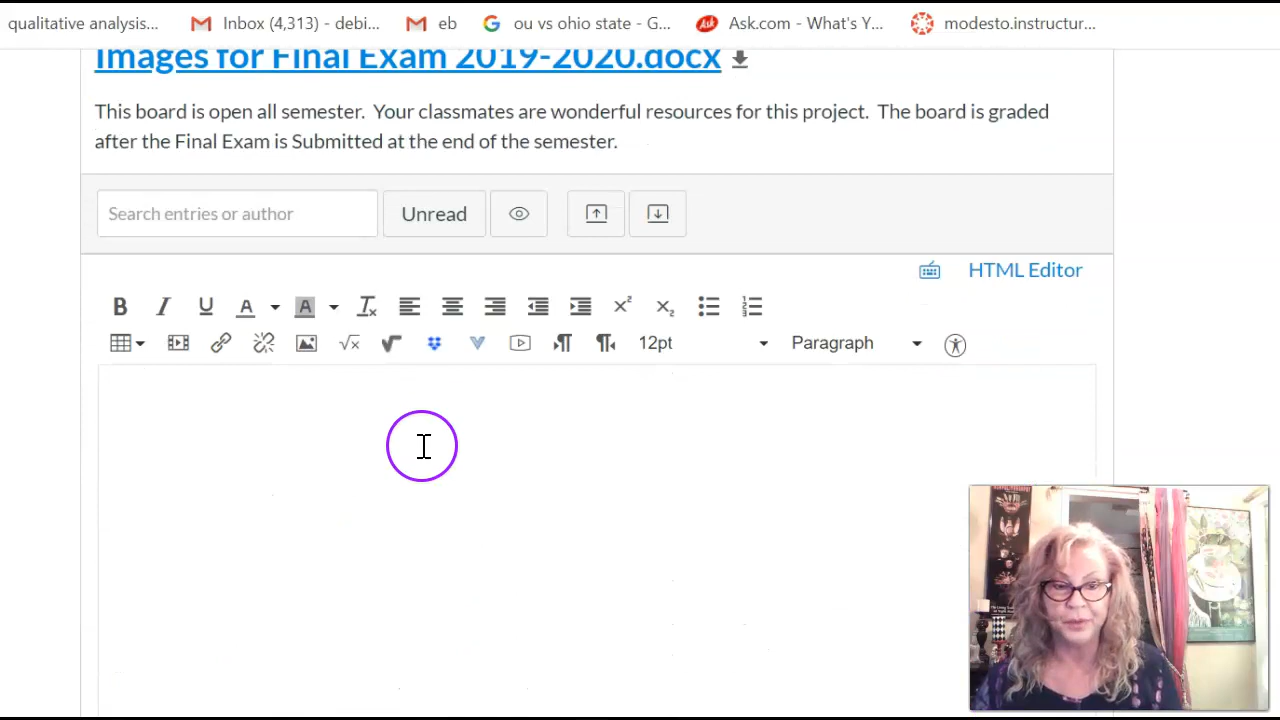 qualitative analysis... Inbox (4,313) - debi... eb ou vs ohio state - G... Ask.com - What's Y... modesto.instructur...
Images for Final Exam 2019-2020.docx
This board is open all semester. Your classmates are wonderful resources for this project. The board is graded
after the Final Exam is Submitted at the end of the semester.
Search entries or author Unread
HTML Editor
12pt Paragraph